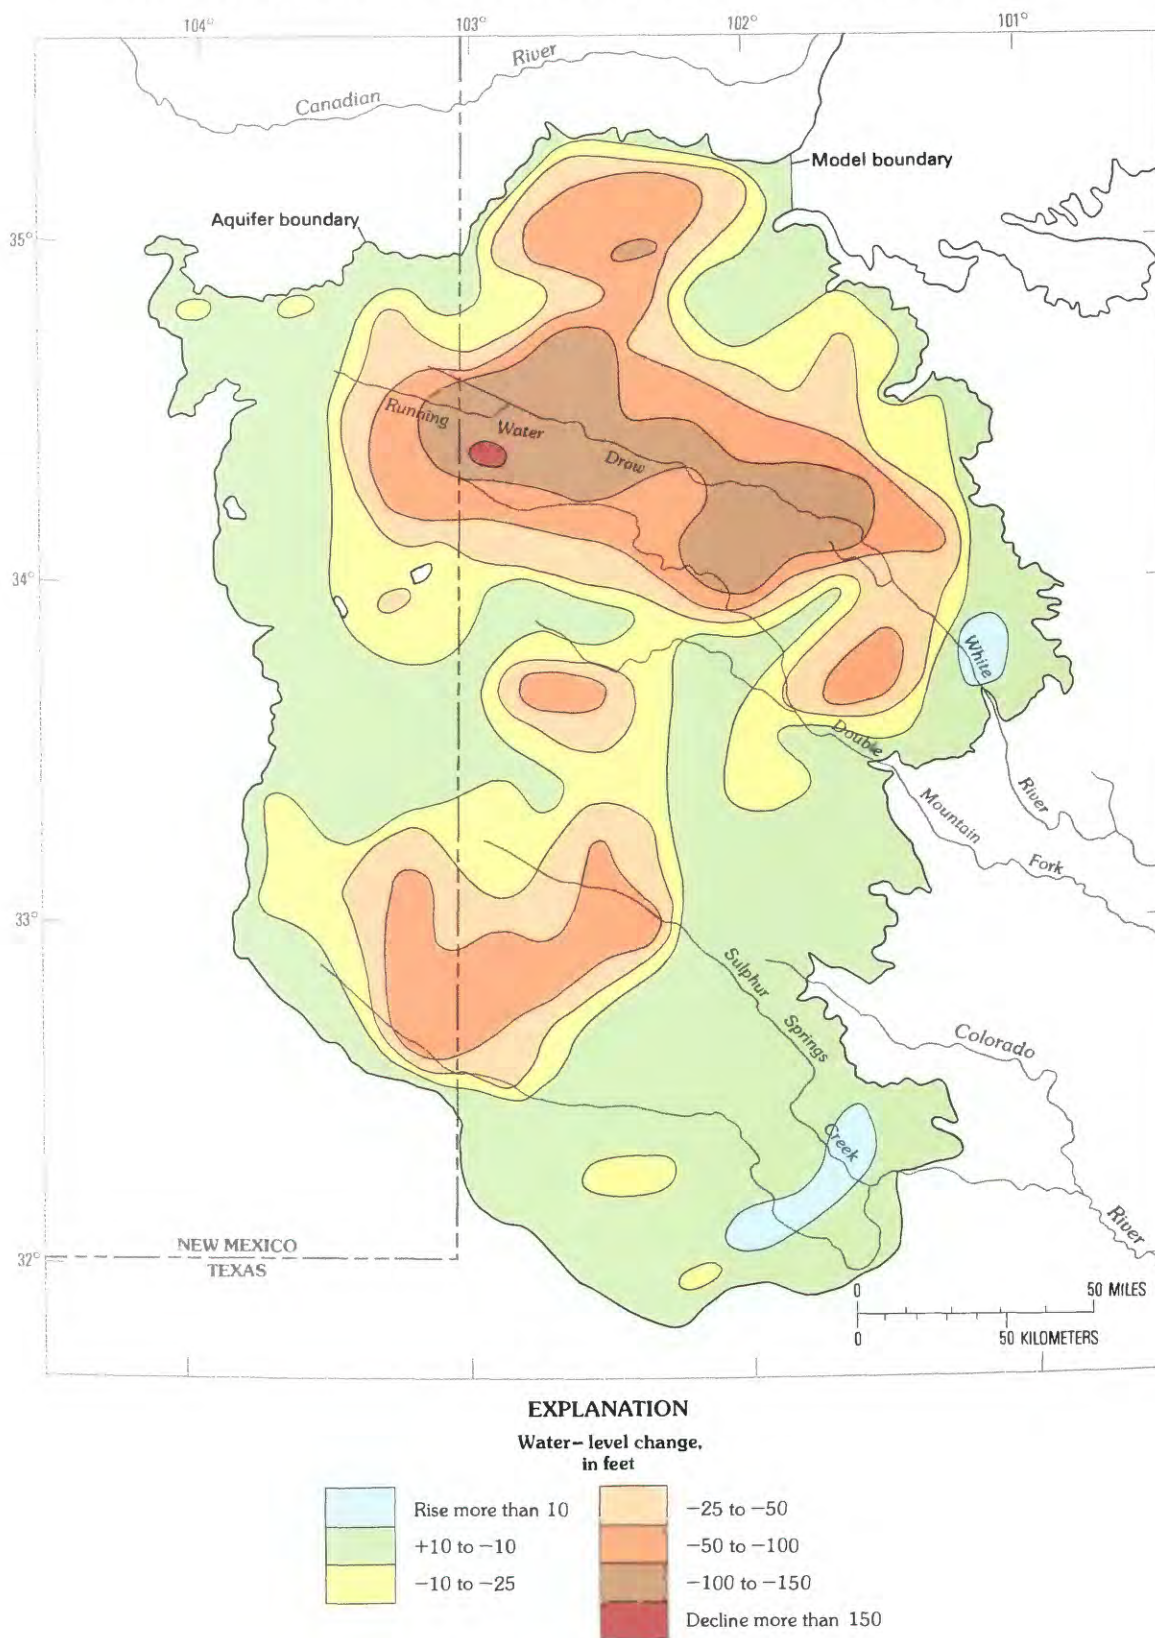 104° 103° 102° 101°
River
Canadian
Model boundary
Aquifer boundary
35°
Running
Water
Draw
34°
White
Double
River
Mountain
Fork
33°
Sulphur
Springs
Colorado
Creek
River
NEW MEXICO
32°
TEXAS
0 50 MILES
0 50 KILOMETERS
EXPLANATION
Water–level change,
in feet
Rise more than 10
+10 to −10
−10 to −25
−25 to −50
−50 to −100
−100 to −150
Decline more than 150